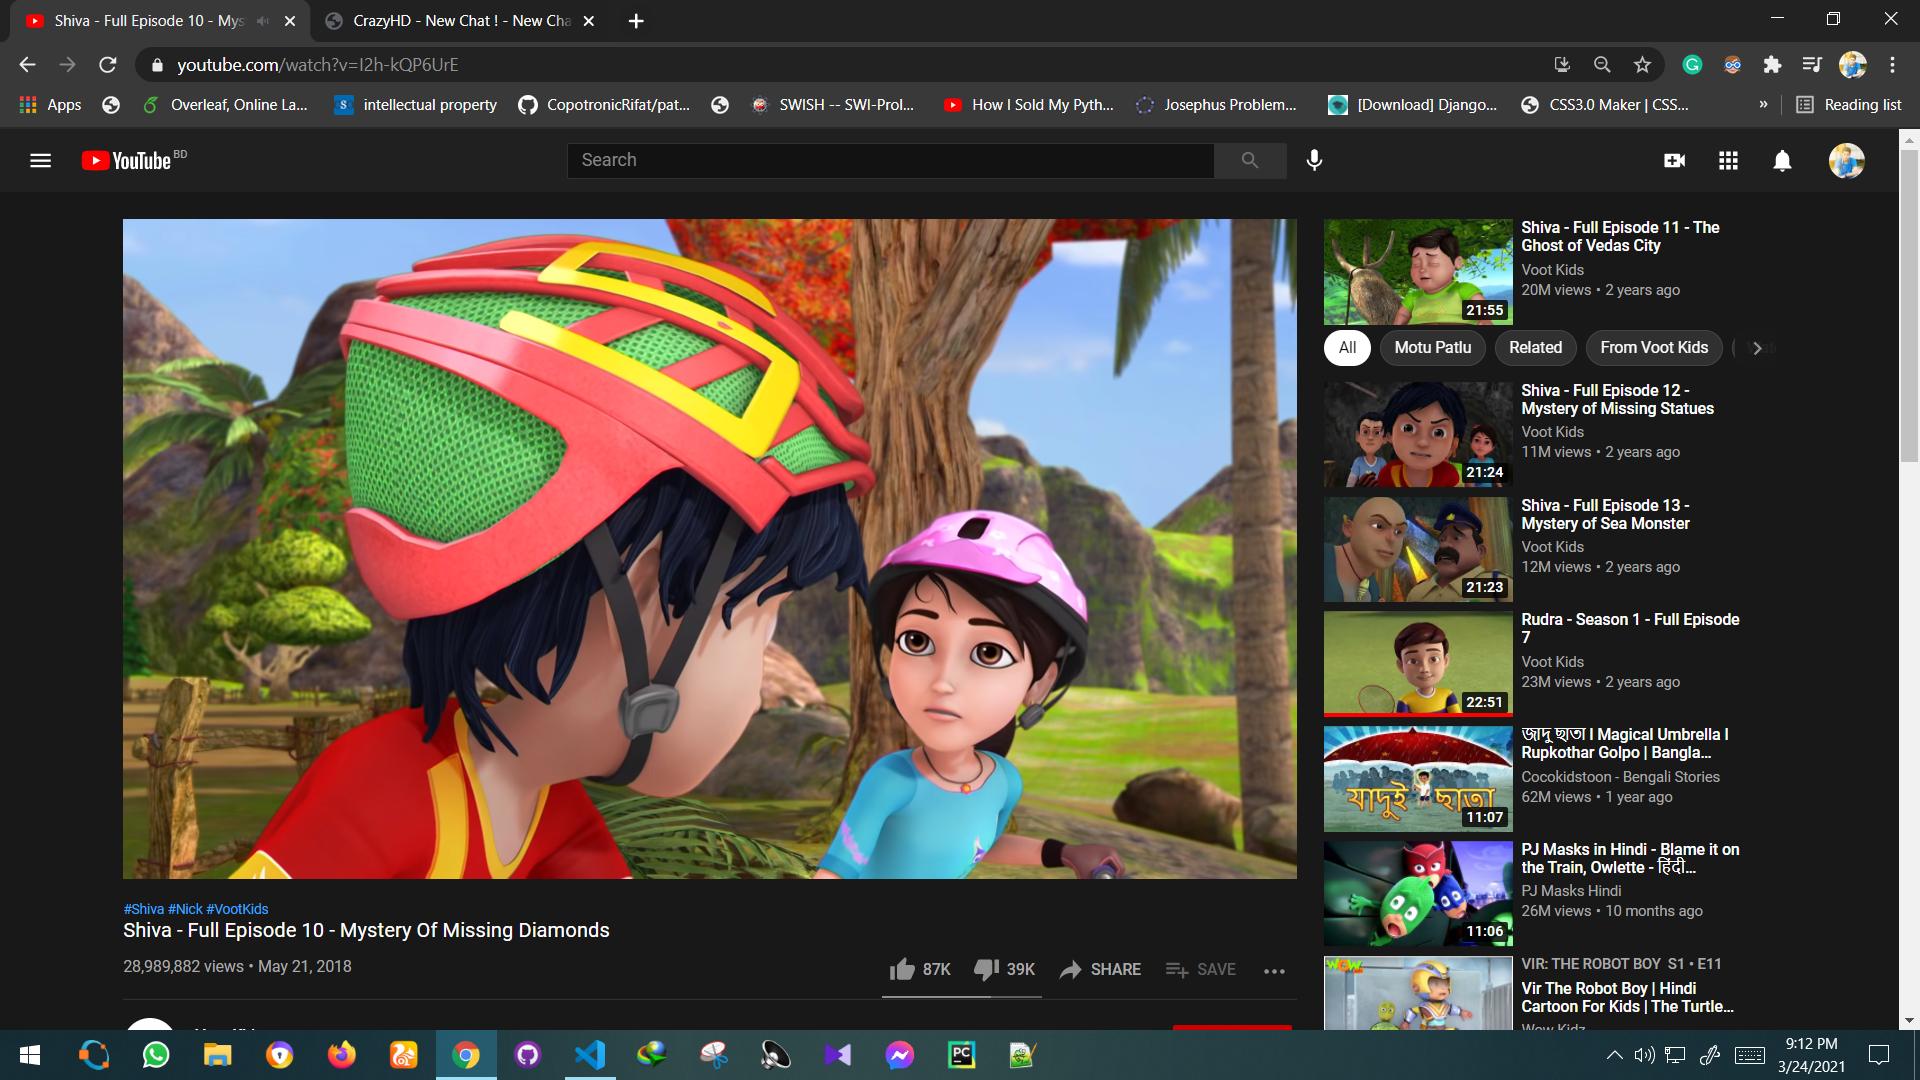 Shiva - Full Episode 10 - Mys
CrazyHD - New Chat ! - New Cha
youtube.com/watch?v=I2h-kQP6UrE
Apps
Overleaf, Online La...
intellectual property
CopotronicRifat/pat...
SWISH -- SWI-Prol...
How I Sold My Pyth...
Josephus Problem...
[Download] Django...
CSS3.0 Maker | CSS...
»
Reading list
YouTube BD
Search
Shiva - Full Episode 11 - The
Ghost of Vedas City
Voot Kids
20M views • 2 years ago
21:55
All
Motu Patlu
Related
From Voot Kids
Shiva - Full Episode 12 -
Mystery of Missing Statues
Voot Kids
11M views • 2 years ago
21:24
Shiva - Full Episode 13 -
Mystery of Sea Monster
Voot Kids
12M views • 2 years ago
21:23
Rudra - Season 1 - Full Episode
7
Voot Kids
23M views • 2 years ago
22:51
জাদু ছাতা l Magical Umbrella l
Rupkothar Golpo | Bangla...
Cocokidstoon - Bengali Stories
62M views • 1 year ago
যাদুই ছাতা
11:07
PJ Masks in Hindi - Blame it on
the Train, Owlette - हिंदी...
PJ Masks Hindi
26M views • 10 months ago
11:06
WOW
VIR: THE ROBOT BOY S1 • E11
Vir The Robot Boy | Hindi
Cartoon For Kids | The Turtle...
Wow Kidz
#Shiva #Nick #VootKids
Shiva - Full Episode 10 - Mystery Of Missing Diamonds
28,989,882 views • May 21, 2018
87K
39K
SHARE
SAVE
PC
9:12 PM
3/24/2021